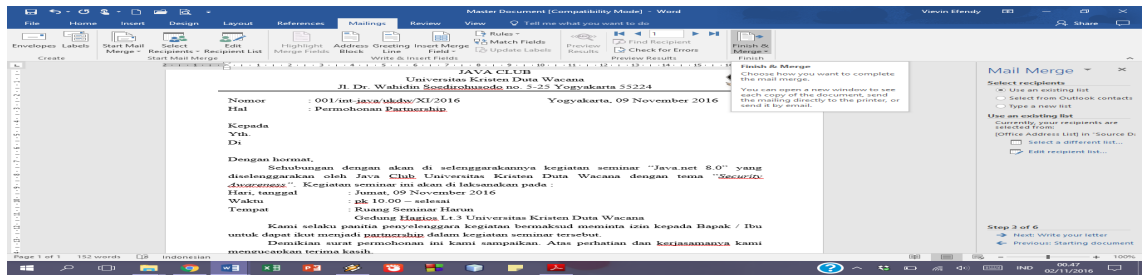 Master Document [Compatibility Mode] - Word
Vievin Efendy
File Home Insert Design Layout References Mailings Review View Tell me what you want to do Share
Envelopes Labels
Create
Start Mail Merge Select Recipients Edit Recipient List
Start Mail Merge
Highlight Merge Fields Address Block Greeting Line Insert Merge Field
Rules
Match Fields
Update Labels
Write & Insert Fields
Preview Results
1
Find Recipient
Check for Errors
Preview Results
Finish & Merge
Finish
Finish & Merge
Choose how you want to complete the mail merge.
You can open a new window to see each copy of the document, send the mailing directly to the printer, or send it by email.
JAVA CLUB
Universitas Kristen Duta Wacana
Jl. Dr. Wahidin Soedirohusodo no. 5-25 Yogyakarta 55224
Nomor : 001/int-java/ukdw/XI/2016 Yogyakarta, 09 November 2016
Hal : Permohonan Partnership
Kepada
Yth.
Di
Dengan hormat,
Sehubungan dengan akan di selenggarakannya kegiatan seminar "Java.net 8.0" yang
diselenggarakan oleh Java Club Universitas Kristen Duta Wacana dengan tema "Security
Awareness". Kegiatan seminar ini akan di laksanakan pada :
Hari, tanggal : Jumat, 09 November 2016
Waktu : pk 10.00 – selesai
Tempat : Ruang Seminar Harun
Gedung Hagios Lt.3 Universitas Kristen Duta Wacana
Kami selaku panitia penyelenggara kegiatan bermaksud meminta izin kepada Bapak / Ibu
untuk dapat ikut menjadi partnership dalam kegiatan seminar tersebut.
Demikian surat permohonan ini kami sampaikan. Atas perhatian dan kerjasamanya kami
mengucapkan terima kasih.
Mail Merge
Select recipients
Use an existing list
Select from Outlook contacts
Type a new list
Use an existing list
Currently, your recipients are selected from:
[Office Address List] in "Source D
Select a different list...
Edit recipient list...
Step 3 of 6
Next: Write your letter
Previous: Starting document
Page 1 of 1 152 words Indonesian 100%
IND 00.47
02/11/2016